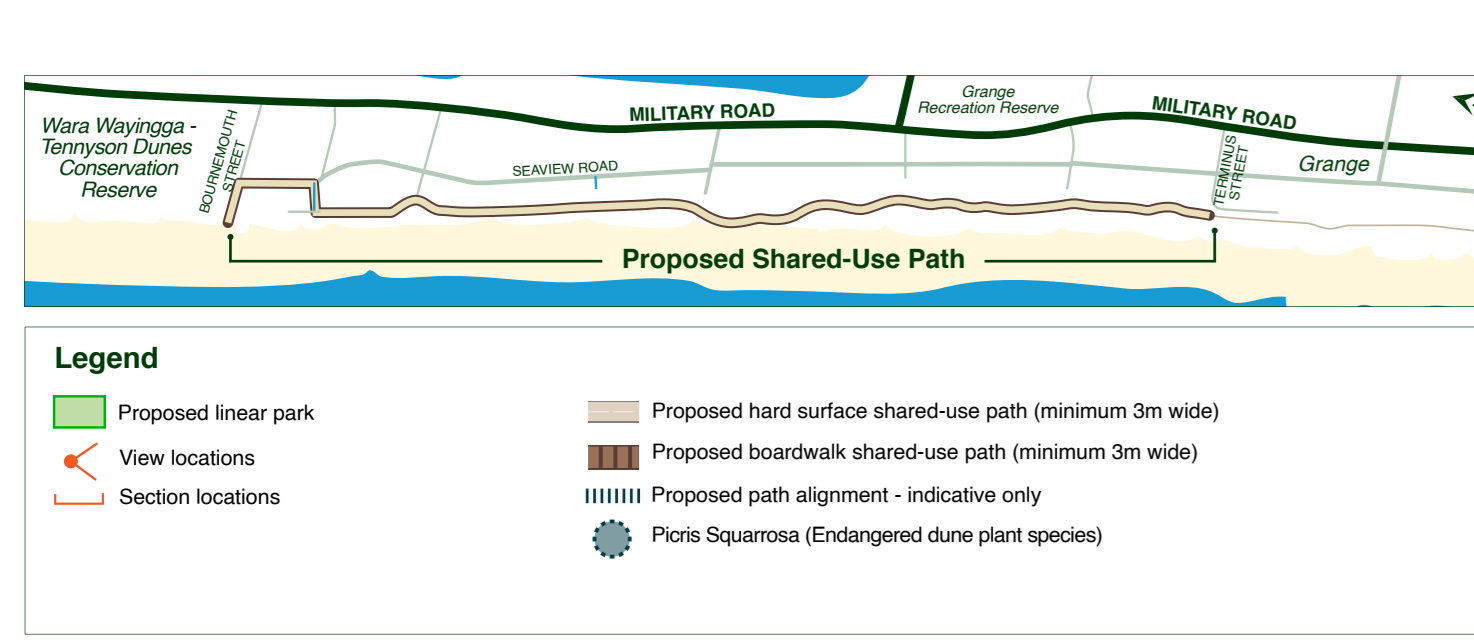 MILITARY ROAD
Grange
Recreation Reserve
MILITARY ROAD
Wara Wayingga -
Tennyson Dunes
Conservation
Reserve
BOURNEMOUTH
STREET
SEAVIEW ROAD
TERMINUS
STREET
Grange
Proposed Shared-Use Path
Legend
Proposed linear park
View locations
Section locations
Proposed hard surface shared-use path (minimum 3m wide)
Proposed boardwalk shared-use path (minimum 3m wide)
Proposed path alignment - indicative only
Picris Squarrosa (Endangered dune plant species)